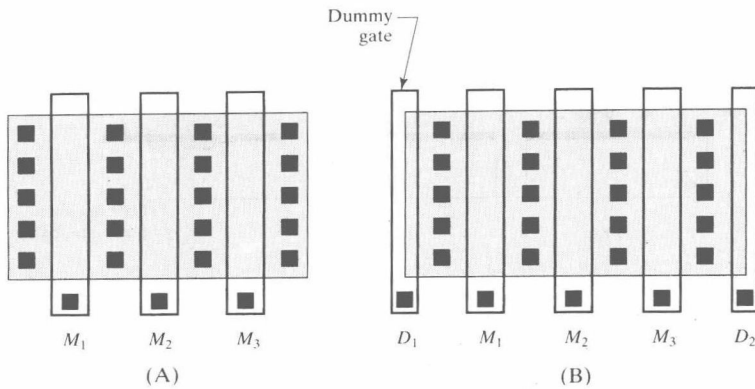 Dummy
gate
M₁ M₂ M₃ D₁ M₁ M₂ M₃ D₂
(A) (B)